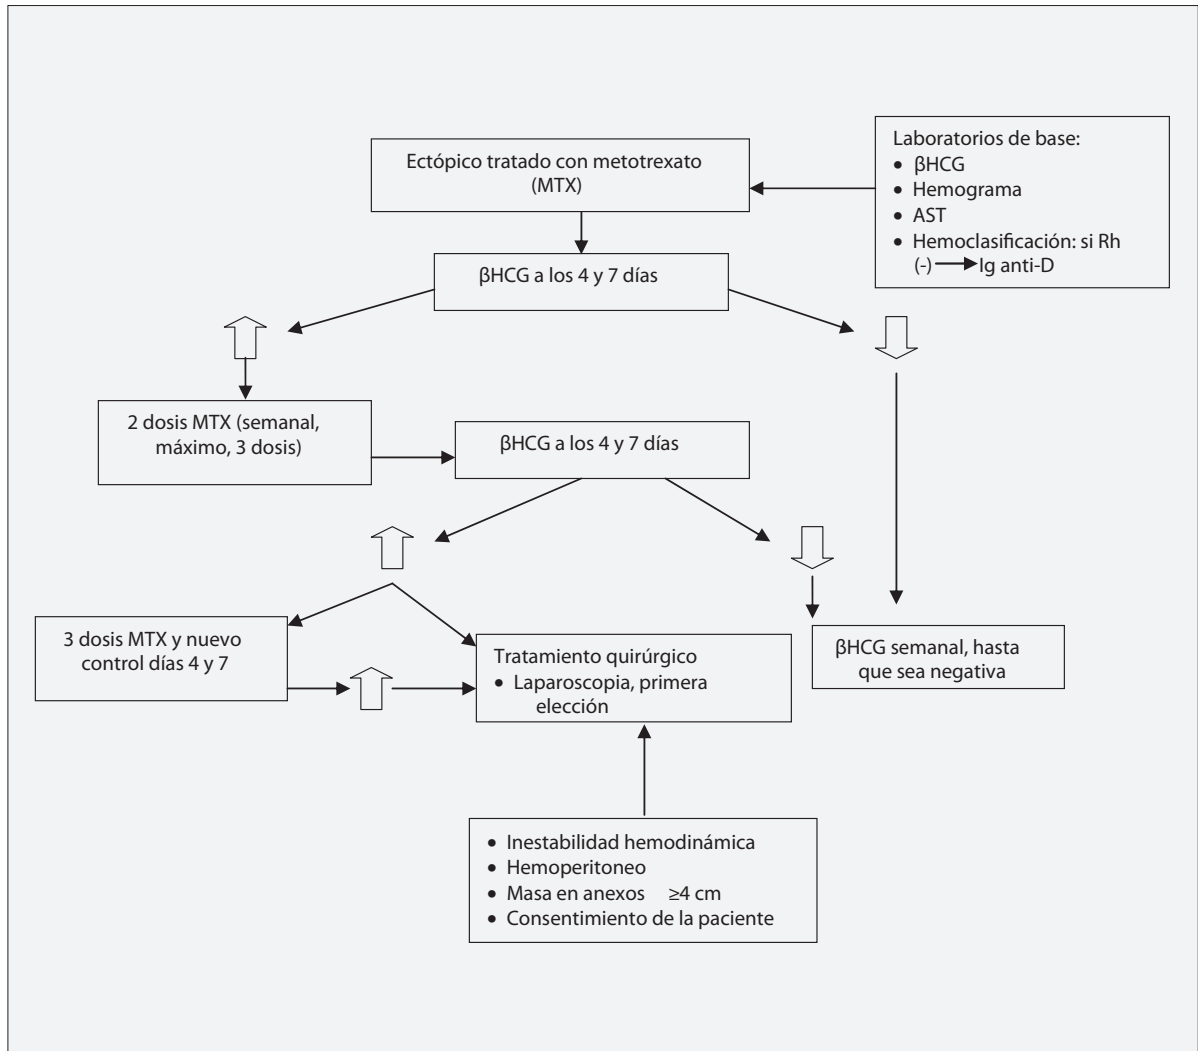 Laboratorios de base:
• βHCG
• Hemograma
• AST
• Hemoclasificación: si Rh
(-) → Ig anti-D
Ectópico tratado con metotrexato
(MTX)
βHCG a los 4 y 7 días
2 dosis MTX (semanal,
máximo, 3 dosis)
βHCG a los 4 y 7 días
3 dosis MTX y nuevo
control días 4 y 7
Tratamiento quirúrgico
• Laparoscopia, primera
elección
βHCG semanal, hasta
que sea negativa
• Inestabilidad hemodinámica
• Hemoperitoneo
• Masa en anexos ≥4 cm
• Consentimiento de la paciente